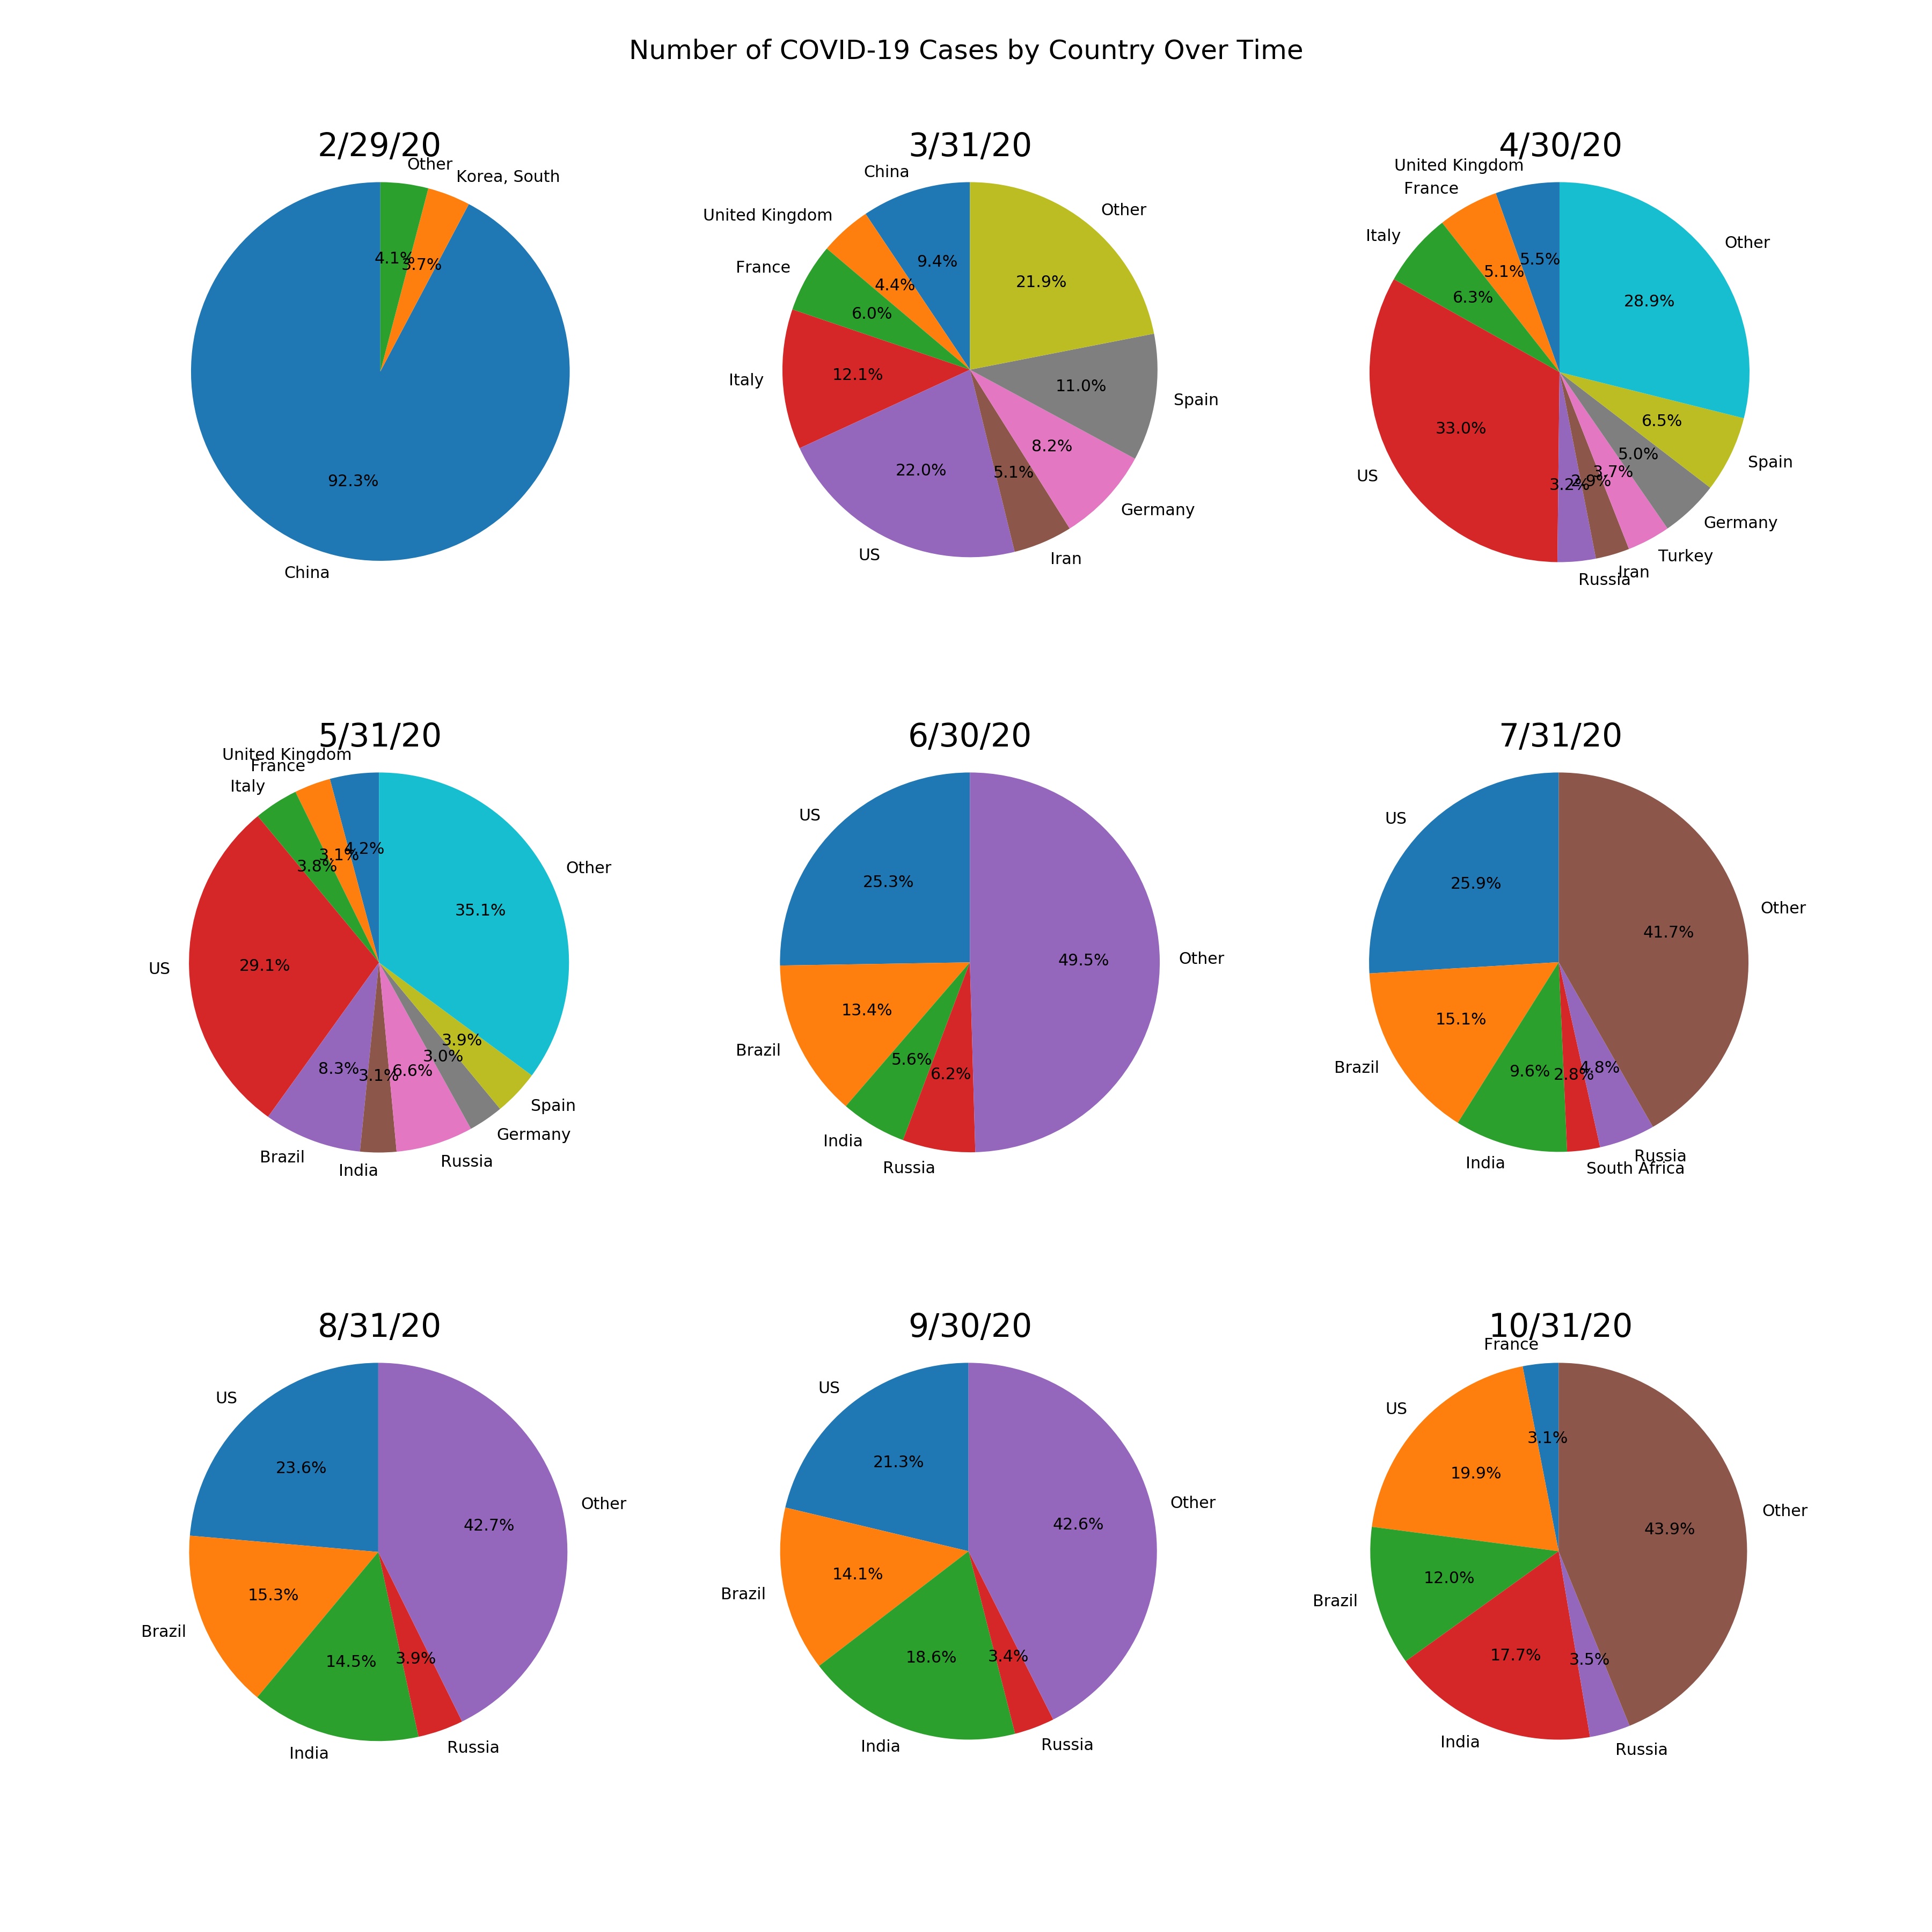 Number of COVID-19 Cases by Country Over Time
2/29/20
Other
Korea, South
4.1%
3.7%
92.3%
China
3/31/20
China
United Kingdom
Other
France
9.4%
4.4%
21.9%
6.0%
Italy
12.1%
11.0%
Spain
22.0%
5.1%
8.2%
Germany
US
Iran
4/30/20
United Kingdom
France
Italy
Other
5.5%
5.1%
6.3%
28.9%
33.0%
6.5%
5.0%
3.7%
2.9%
3.2%
US
Spain
Germany
Turkey
Iran
Russia
5/31/20
United Kingdom
France
Italy
4.2%
3.1%
3.8%
Other
35.1%
US
29.1%
3.9%
3.0%
6.6%
3.1%
8.3%
Spain
Germany
Brazil
India
Russia
6/30/20
US
25.3%
49.5%
Other
13.4%
Brazil
5.6%
6.2%
India
Russia
7/31/20
US
25.9%
Other
41.7%
15.1%
Brazil
9.6%
2.8%
4.8%
India
Russia
South Africa
8/31/20
US
23.6%
Other
42.7%
15.3%
Brazil
14.5%
3.9%
India
Russia
9/30/20
US
21.3%
Other
42.6%
14.1%
Brazil
18.6%
3.4%
India
Russia
10/31/20
France
US
3.1%
19.9%
Other
43.9%
12.0%
Brazil
17.7%
3.5%
India
Russia